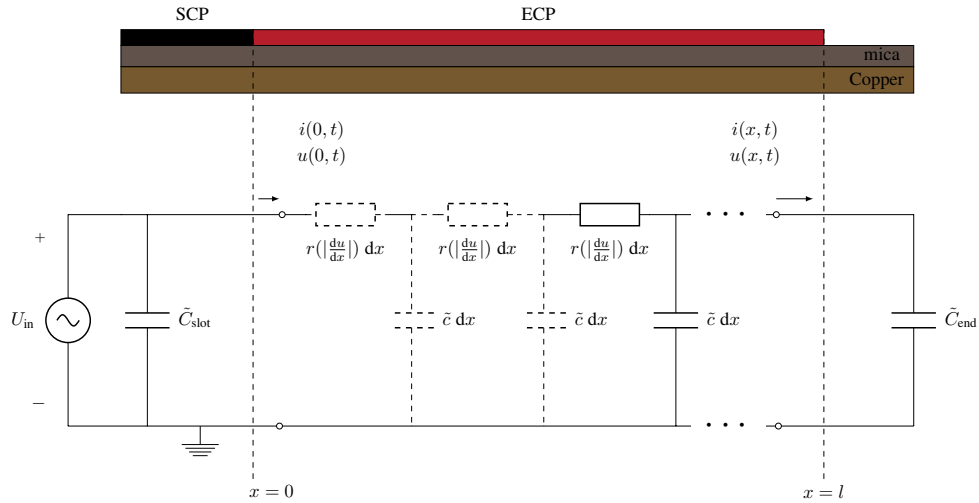 SCP ECP
mica
Copper
i(0, t) i(x, t)
u(0, t) u(x, t)
+
r(|du/dx|) dx r(|du/dx|) dx r(|du/dx|) dx
U_in C̃_slot c̃ dx c̃ dx c̃ dx C̃_end
−
x = 0 x = l